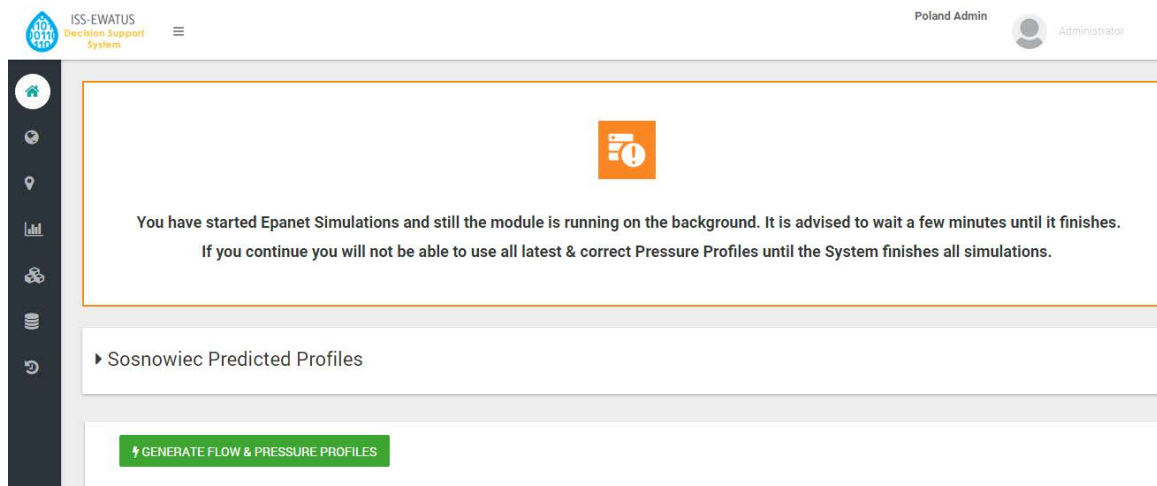 ISS-EWATUS
Decision Support
System
Poland Admin
Administrator
You have started Epanet Simulations and still the module is running on the background. It is advised to wait a few minutes until it finishes.
If you continue you will not be able to use all latest & correct Pressure Profiles until the System finishes all simulations.
Sosnowiec Predicted Profiles
GENERATE FLOW & PRESSURE PROFILES